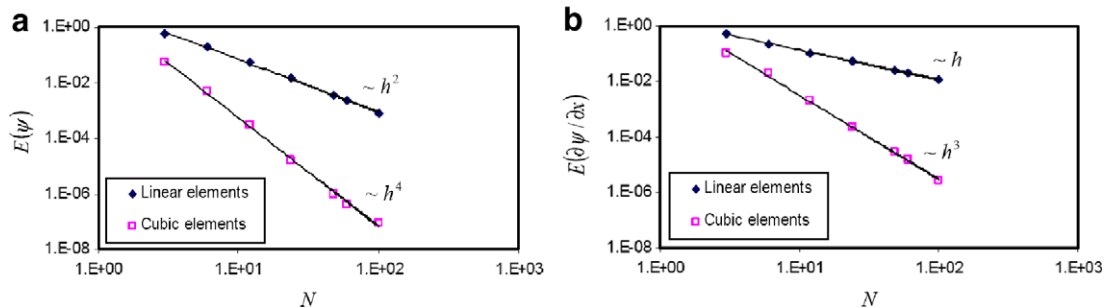 a
1.E+00
1.E-02
1.E-04
1.E-06
1.E-08
E(ψ)
~ h²
~ h⁴
Linear elements
Cubic elements
1.E+00 1.E+01 1.E+02 1.E+03
N
b
1.E+00
1.E-02
1.E-04
1.E-06
1.E-08
E(∂ψ/∂x)
~ h
~ h³
Linear elements
Cubic elements
1.E+00 1.E+01 1.E+02 1.E+03
N